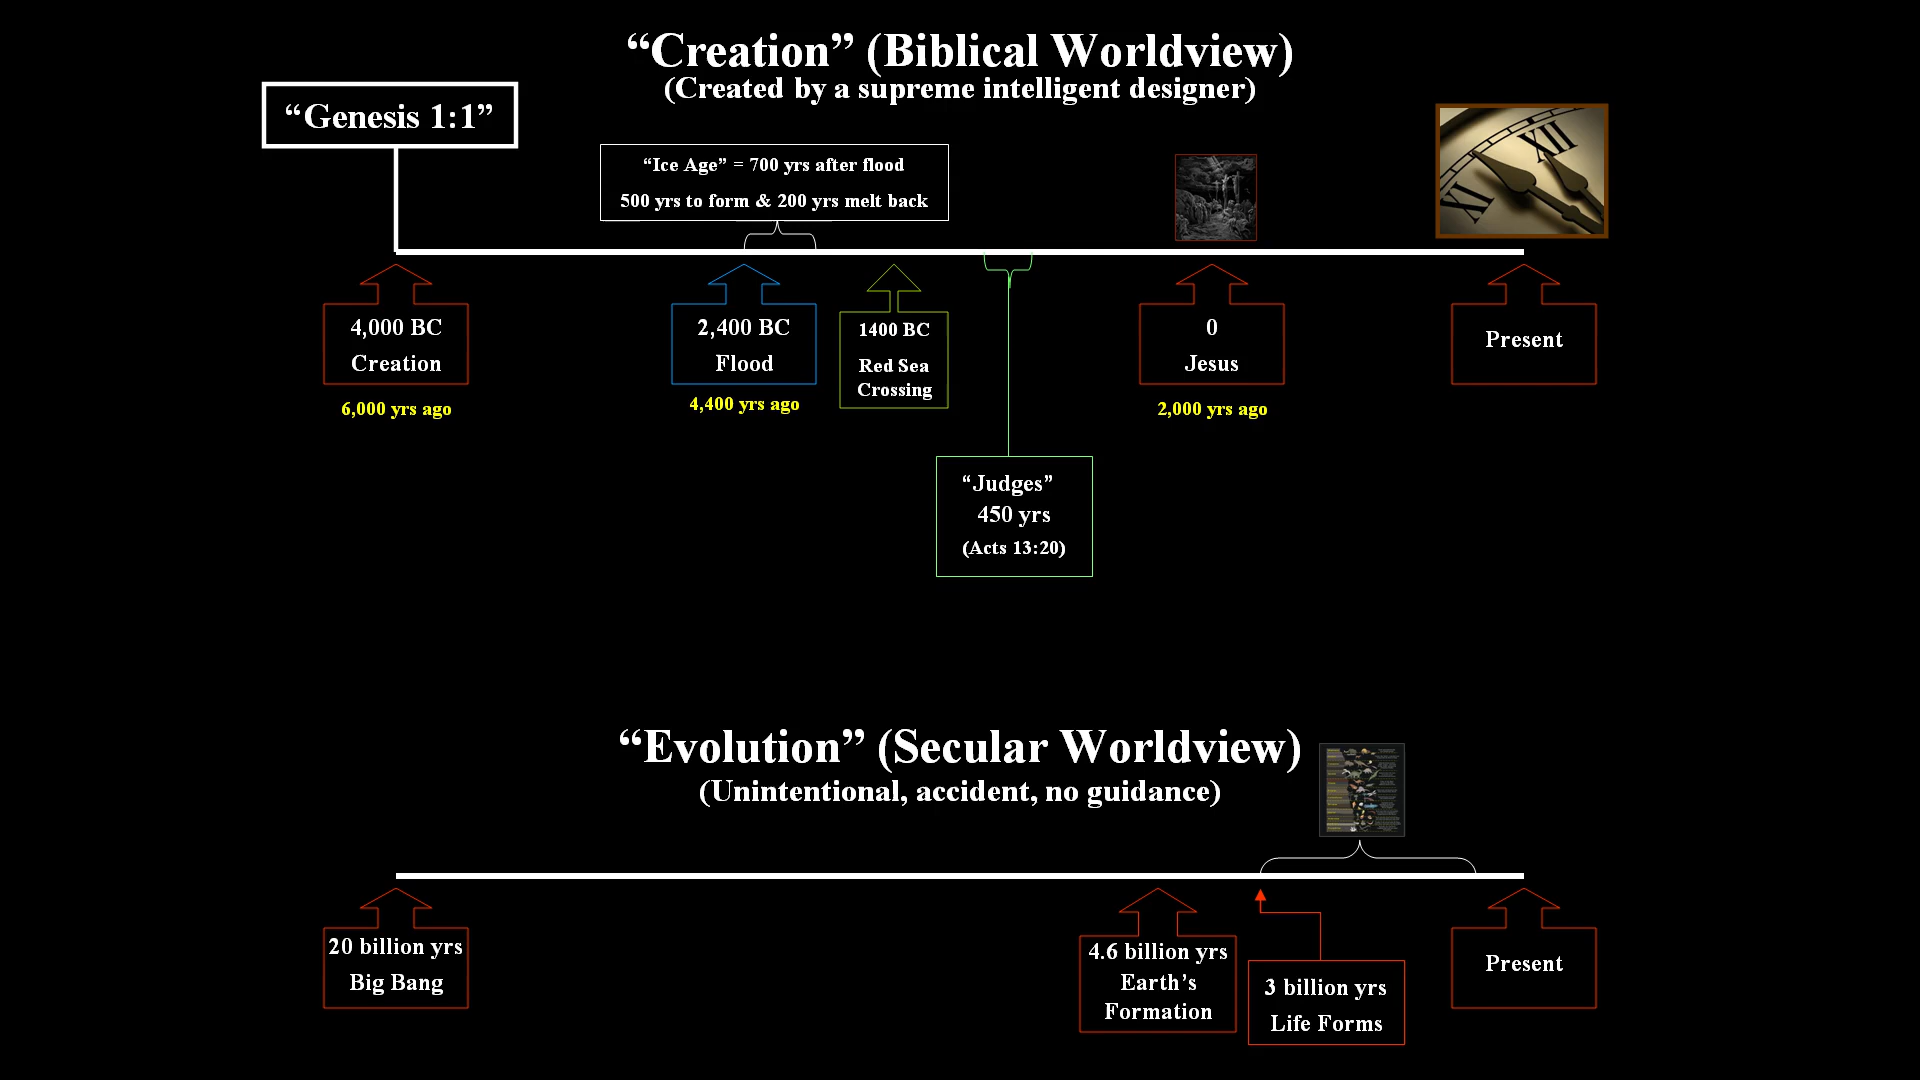 “Creation” (Biblical Worldview)
(Created by a supreme intelligent designer)
“Genesis 1:1”
“Ice Age” = 700 yrs after flood
500 yrs to form & 200 yrs melt back
XII
XI
4,000 BC
Creation
6,000 yrs ago
2,400 BC
Flood
4,400 yrs ago
1400 BC
Red Sea
Crossing
0
Jesus
2,000 yrs ago
Present
“Judges”
450 yrs
(Acts 13:20)
“Evolution” (Secular Worldview)
(Unintentional, accident, no guidance)
20 billion yrs
Big Bang
4.6 billion yrs
Earth’s
Formation
3 billion yrs
Life Forms
Present